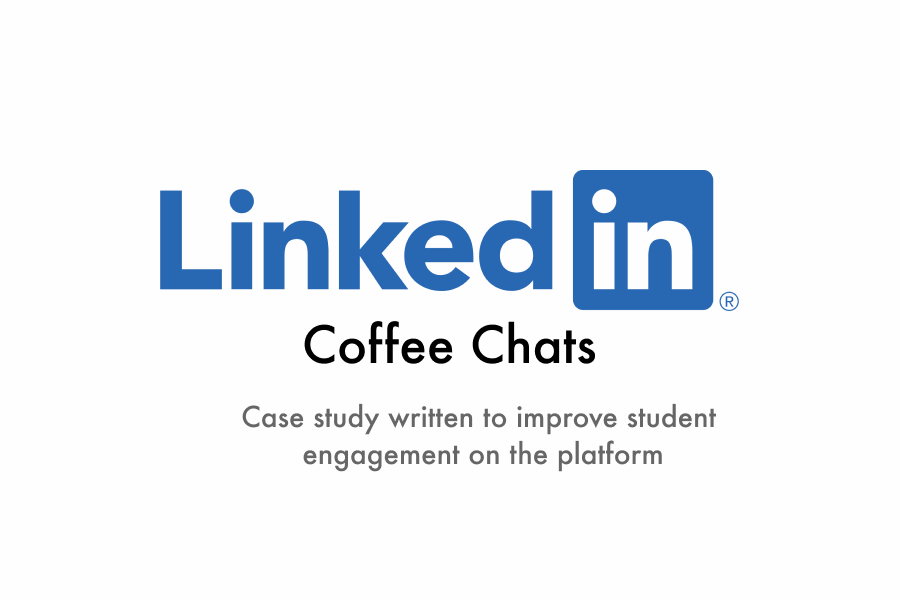 Linkedin®
Coffee Chats
Case study written to improve student
engagement on the platform